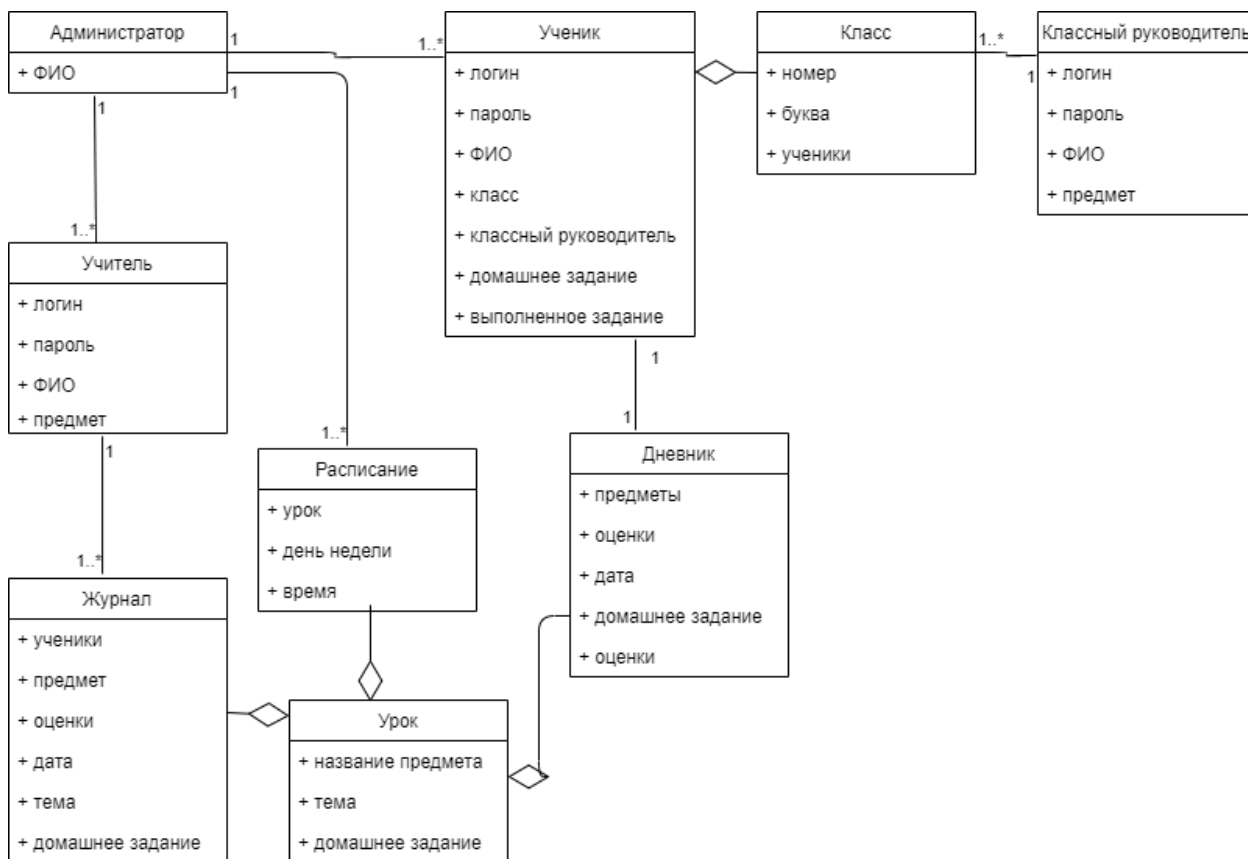 Администратор
+ ФИО
1
1
1
1..*
Ученик
+ логин
+ пароль
+ ФИО
+ класс
+ классный руководитель
+ домашнее задание
+ выполненное задание
Класс
+ номер
+ буква
+ ученики
1..*
1
Классный руководитель
+ логин
+ пароль
+ ФИО
+ предмет
1..*
Учитель
+ логин
+ пароль
+ ФИО
+ предмет
1
1..*
1..*
Расписание
+ урок
+ день недели
+ время
1
1
Дневник
+ предметы
+ оценки
+ дата
+ домашнее задание
+ оценки
Журнал
+ ученики
+ предмет
+ оценки
+ дата
+ тема
+ домашнее задание
Урок
+ название предмета
+ тема
+ домашнее задание